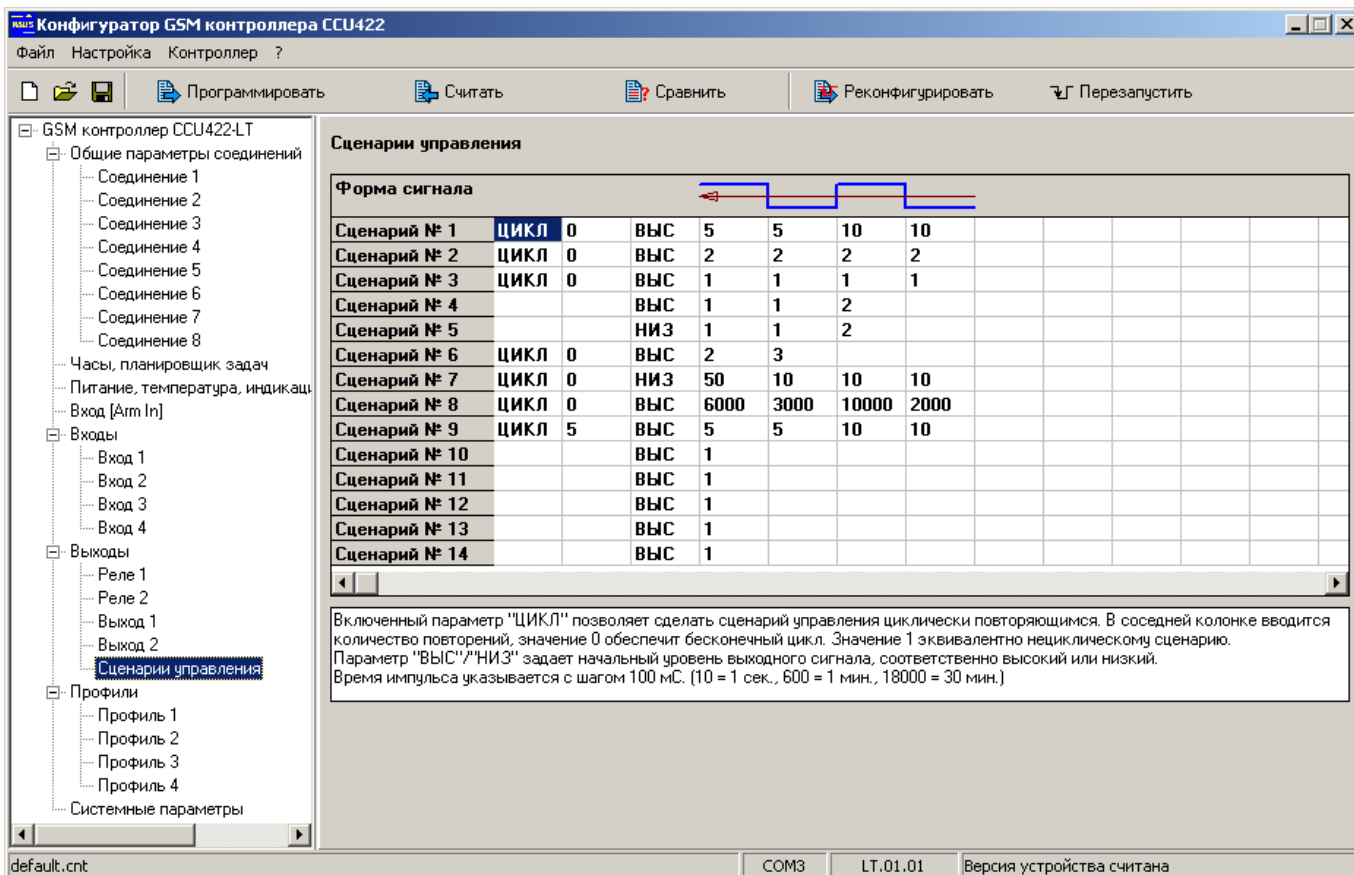 Конфигуратор GSM контроллера CCU422
Файл Настройка Контроллер ?
Программировать Считать Сравнить Реконфигурировать Перезапустить
GSM контроллер CCU422-LT
Общие параметры соединений
Соединение 1
Соединение 2
Соединение 3
Соединение 4
Соединение 5
Соединение 6
Соединение 7
Соединение 8
Часы, планировщик задач
Питание, температура, индикаци
Вход [Arm In]
Входы
Вход 1
Вход 2
Вход 3
Вход 4
Выходы
Реле 1
Реле 2
Выход 1
Выход 2
Сценарии управления
Профили
Профиль 1
Профиль 2
Профиль 3
Профиль 4
Системные параметры
Сценарии управления
Форма сигнала
Сценарий № 1 ЦИКЛ 0 ВЫС 5 5 10 10
Сценарий № 2 ЦИКЛ 0 ВЫС 2 2 2 2
Сценарий № 3 ЦИКЛ 0 ВЫС 1 1 1 1
Сценарий № 4 ВЫС 1 1 2
Сценарий № 5 НИЗ 1 1 2
Сценарий № 6 ЦИКЛ 0 ВЫС 2 3
Сценарий № 7 ЦИКЛ 0 НИЗ 50 10 10 10
Сценарий № 8 ЦИКЛ 0 ВЫС 6000 3000 10000 2000
Сценарий № 9 ЦИКЛ 5 ВЫС 5 5 10 10
Сценарий № 10 ВЫС 1
Сценарий № 11 ВЫС 1
Сценарий № 12 ВЫС 1
Сценарий № 13 ВЫС 1
Сценарий № 14 ВЫС 1
Включенный параметр "ЦИКЛ" позволяет сделать сценарий управления циклически повторяющимся. В соседней колонке вводится
количество повторений, значение 0 обеспечит бесконечный цикл. Значение 1 эквивалентно нециклическому сценарию.
Параметр "ВЫС"/"НИЗ" задает начальный уровень выходного сигнала, соответственно высокий или низкий.
Время импульса указывается с шагом 100 мС. (10 = 1 сек., 600 = 1 мин., 18000 = 30 мин.)
default.cnt COM3 LT.01.01 Версия устройства считана